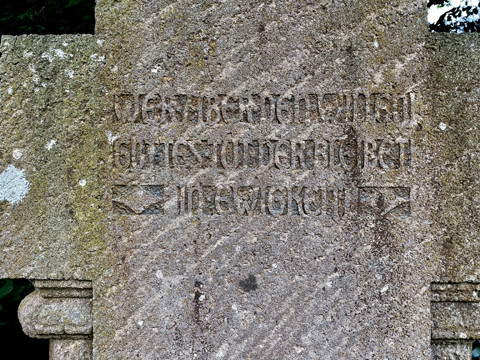 WER ABER DEN WILLEN
GOTTES TUT DER BLEIBET
IN EWIGKEIT